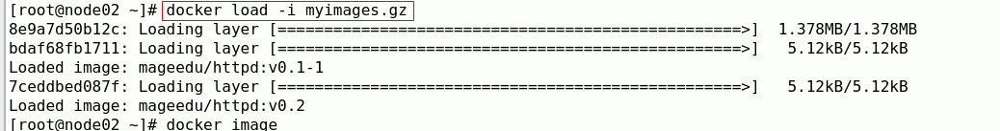 [root@node02 ~]# docker load -i myimages.gz
8e9a7d50b12c: Loading layer [==================================================>]  1.378MB/1.378MB
bdaf68fb1711: Loading layer [==================================================>]   5.12kB/5.12kB
Loaded image: mageedu/httpd:v0.1-1
7ceddbed087f: Loading layer [==================================================>]   5.12kB/5.12kB
Loaded image: mageedu/httpd:v0.2
[root@node02 ~]# docker image